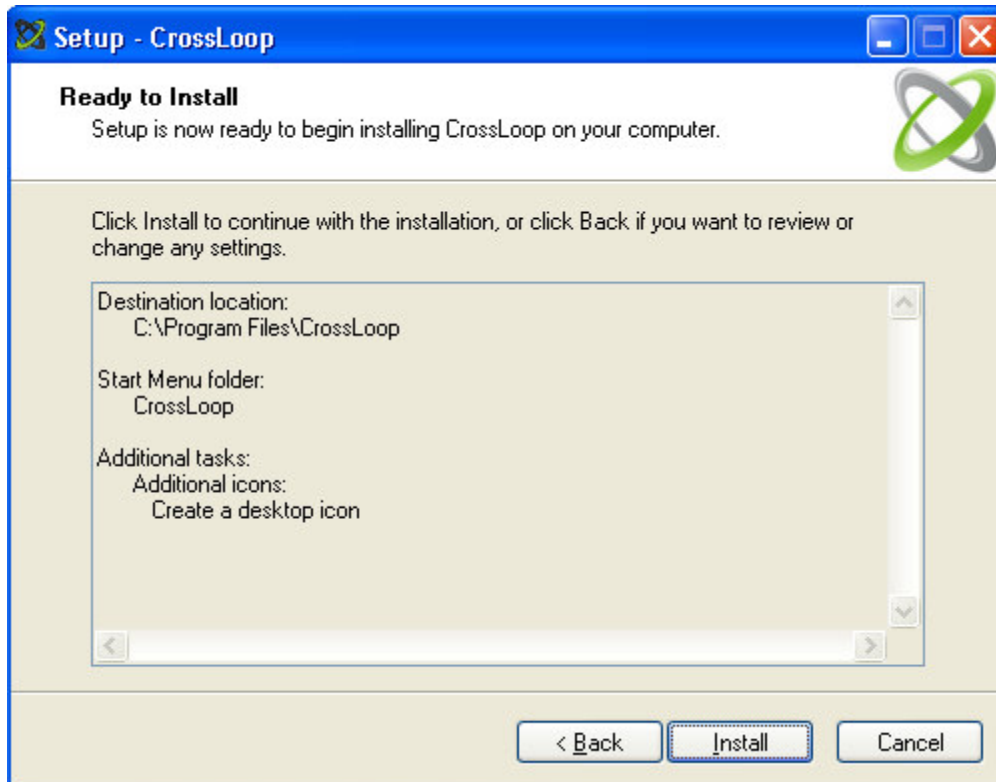 Setup - CrossLoop
Ready to Install
Setup is now ready to begin installing CrossLoop on your computer.
Click Install to continue with the installation, or click Back if you want to review or
change any settings.
Destination location:
C:\Program Files\CrossLoop
Start Menu folder:
CrossLoop
Additional tasks:
Additional icons:
Create a desktop icon
< Back
Install
Cancel